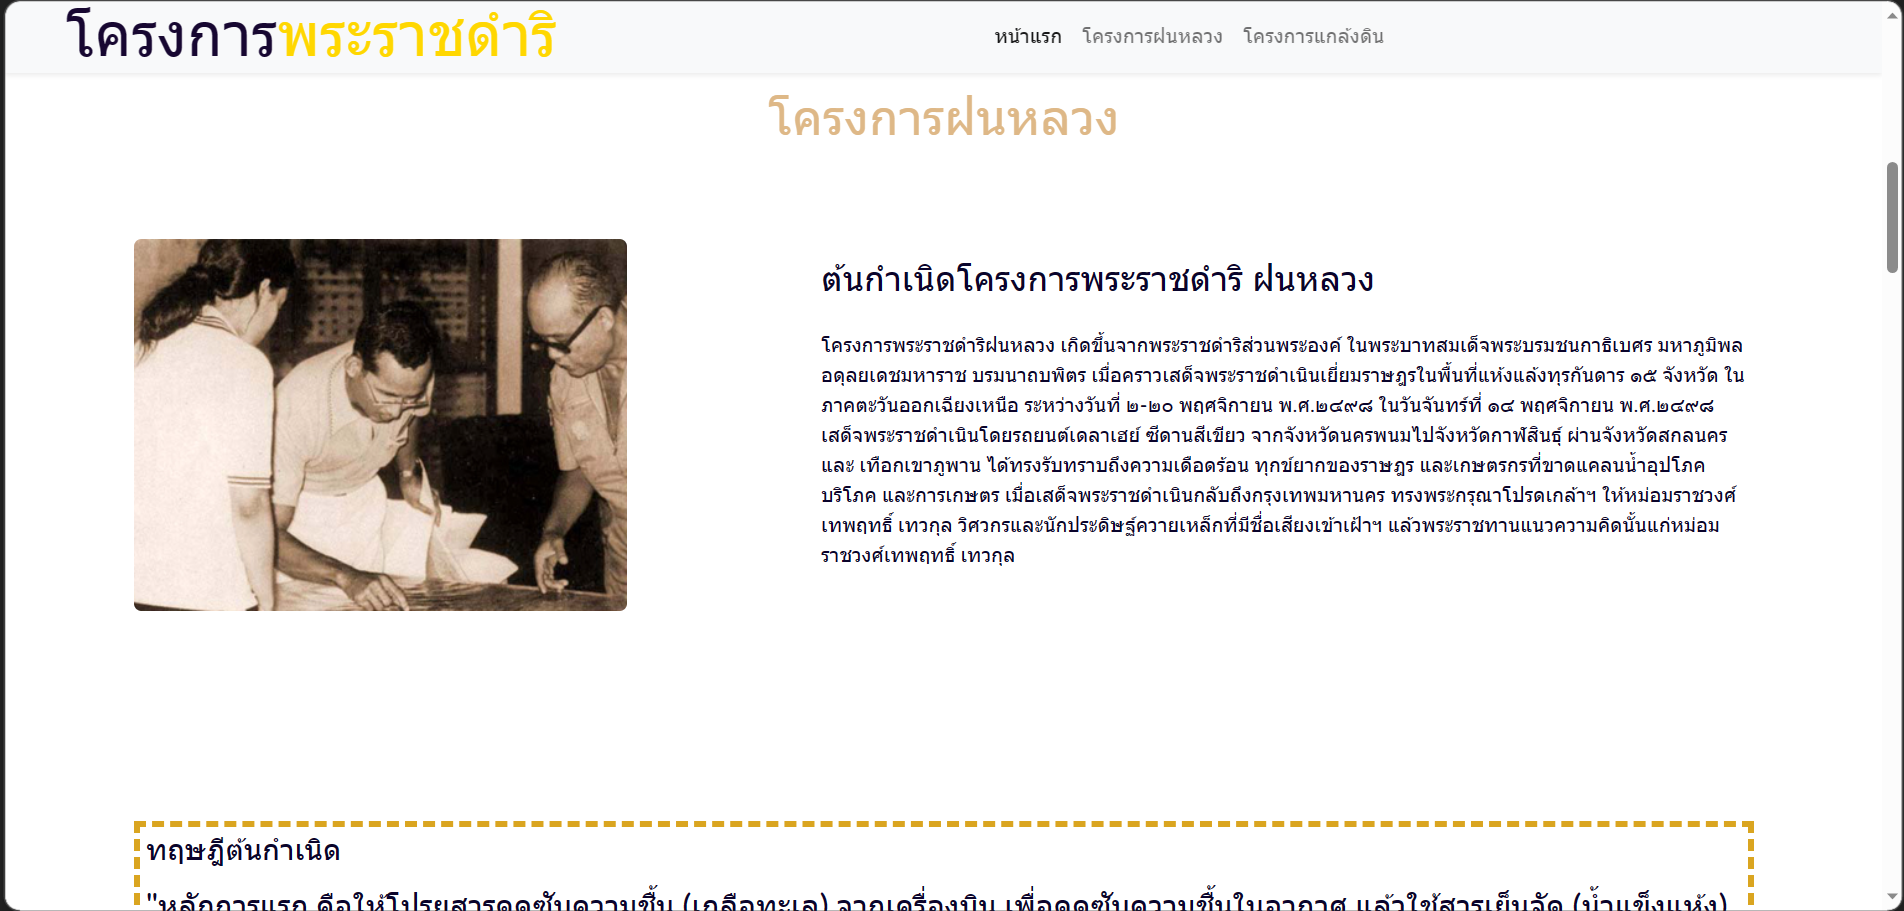 โครงการพระราชดำริ
หน้าแรก โครงการฝนหลวง โครงการแกล้งดิน
โครงการฝนหลวง
ต้นกำเนิดโครงการพระราชดำริ ฝนหลวง
โครงการพระราชดำริฝนหลวง เกิดขึ้นจากพระราชดำริส่วนพระองค์ ในพระบาทสมเด็จพระบรมชนกาธิเบศร มหาภูมิพล
อดุลยเดชมหาราช บรมนาถบพิตร เมื่อคราวเสด็จพระราชดำเนินเยี่ยมราษฎรในพื้นที่แห้งแล้งทุรกันดาร ๑๕ จังหวัด ใน
ภาคตะวันออกเฉียงเหนือ ระหว่างวันที่ ๒-๒๐ พฤศจิกายน พ.ศ.๒๔๙๘ ในวันจันทร์ที่ ๑๔ พฤศจิกายน พ.ศ.๒๔๙๘
เสด็จพระราชดำเนินโดยรถยนต์เดลาเฮย์ ซีดานสีเขียว จากจังหวัดนครพนมไปจังหวัดกาฬสินธุ์ ผ่านจังหวัดสกลนคร
และ เทือกเขาภูพาน ได้ทรงรับทราบถึงความเดือดร้อน ทุกข์ยากของราษฎร และเกษตรกรที่ขาดแคลนน้ำอุปโภค
บริโภค และการเกษตร เมื่อเสด็จพระราชดำเนินกลับถึงกรุงเทพมหานคร ทรงพระกรุณาโปรดเกล้าฯ ให้หม่อมราชวงศ์
เทพฤทธิ์ เทวกุล วิศวกรและนักประดิษฐ์ควายเหล็กที่มีชื่อเสียงเข้าเฝ้าฯ แล้วพระราชทานแนวความคิดนั้นแก่หม่อม
ราชวงศ์เทพฤทธิ์ เทวกุล
ทฤษฎีต้นกำเนิด
"หลักการแรก คือให้โปรยสารดูดซับความชื้น (เกลือทะเล) จากเครื่องบิน เพื่อดูดซับความชื้นในอากาศ แล้วใช้สารเย็นจัด (น้ำแข็งแห้ง)